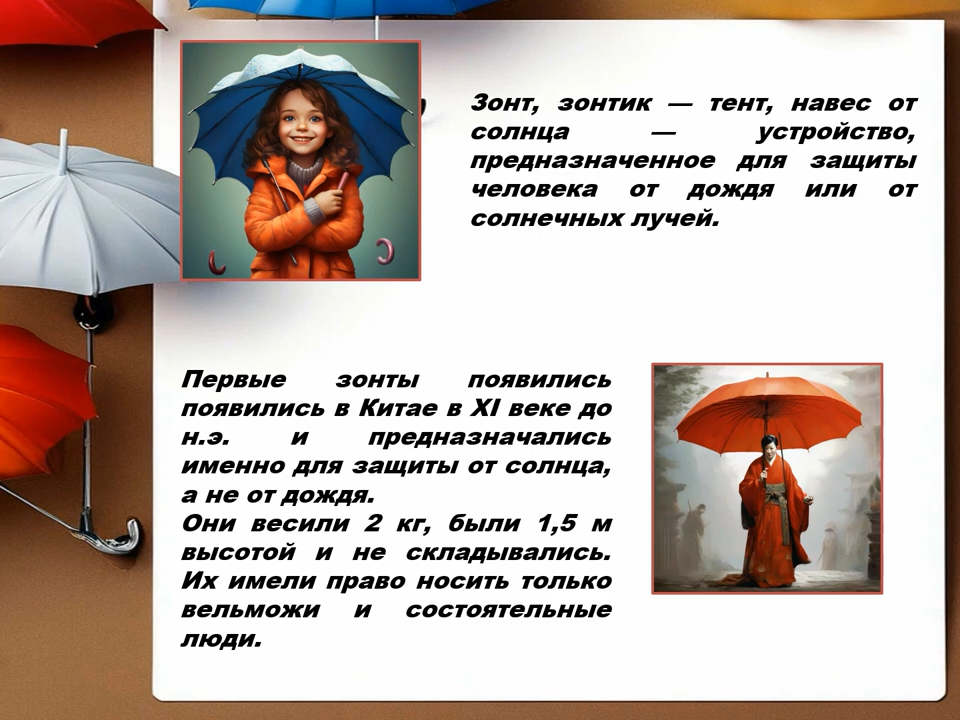 Зонт, зонтик — тент, навес от
солнца — устройство,
предназначенное для защиты
человека от дождя или от
солнечных лучей.
Первые зонты появились
появились в Китае в XI веке до
н.э. и предназначались
именно для защиты от солнца,
а не от дождя.
Они весили 2 кг, были 1,5 м
высотой и не складывались.
Их имели право носить только
вельможи и состоятельные
люди.